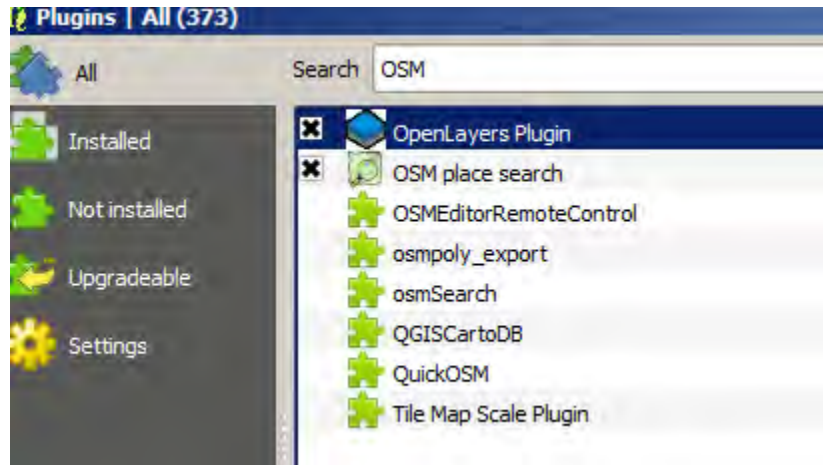 Plugins | All (373)
All
Search OSM
Installed
Not installed
Upgradeable
Settings
OpenLayers Plugin
OSM place search
OSMEditorRemoteControl
osmpoly_export
osmSearch
QGISCartoDB
QuickOSM
Tile Map Scale Plugin